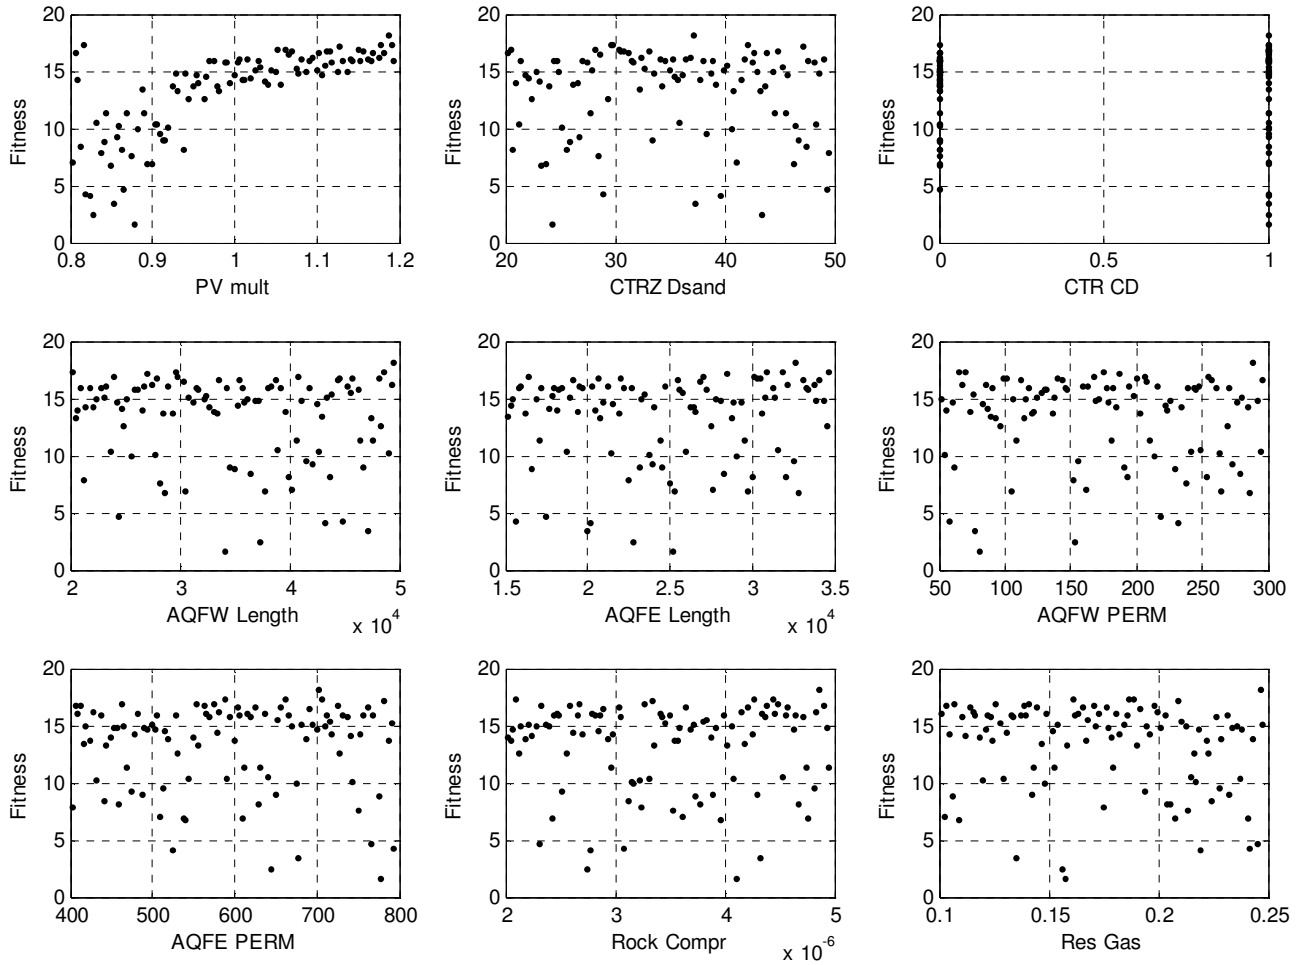 20
15
10
5
0
Fitness
0.8 0.9 1 1.1 1.2
PV mult
20
15
10
5
0
Fitness
20 30 40 50
CTRZ Dsand
20
15
10
5
0
Fitness
0 0.5 1
CTR CD
20
15
10
5
0
Fitness
2 3 4 5
AQFW Length
x 10^4
20
15
10
5
0
Fitness
1.5 2 2.5 3 3.5
AQFE Length
x 10^4
20
15
10
5
0
Fitness
50 100 150 200 250 300
AQFW PERM
20
15
10
5
0
Fitness
400 500 600 700 800
AQFE PERM
20
15
10
5
0
Fitness
2 3 4 5
Rock Compr
x 10^-6
20
15
10
5
0
Fitness
0.1 0.15 0.2 0.25
Res Gas